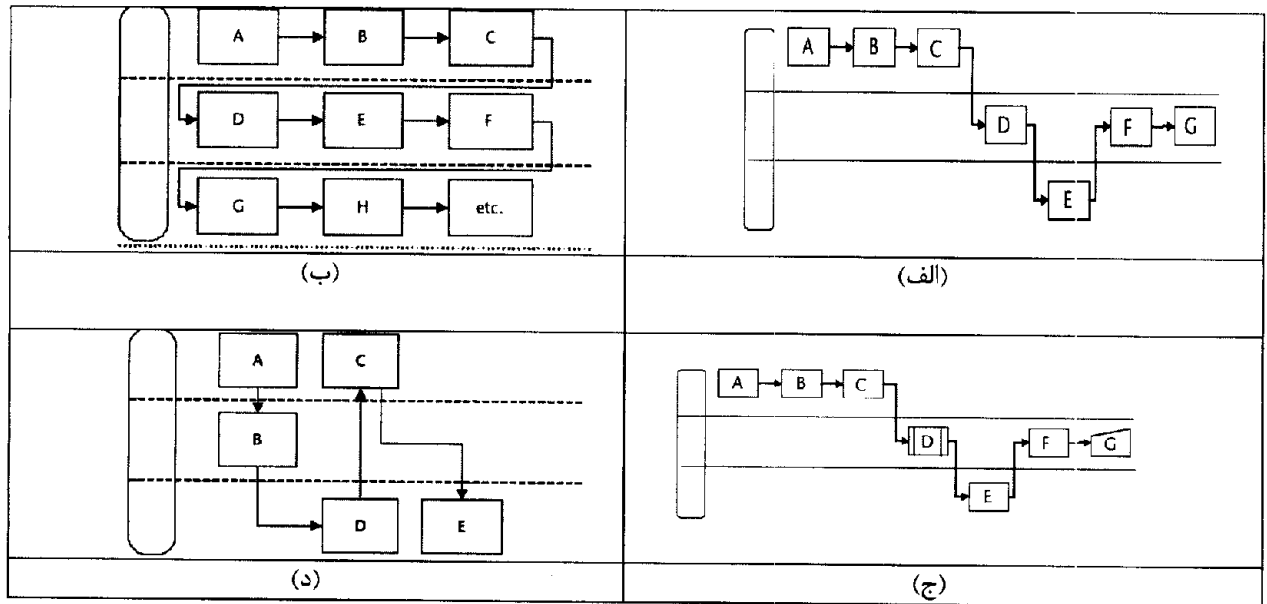 A B C
D E F
G H etc.
(ب)
A B C
D F G
E
(الف)
A C
B
D E
(د)
A B C
D F G
E
(ج)